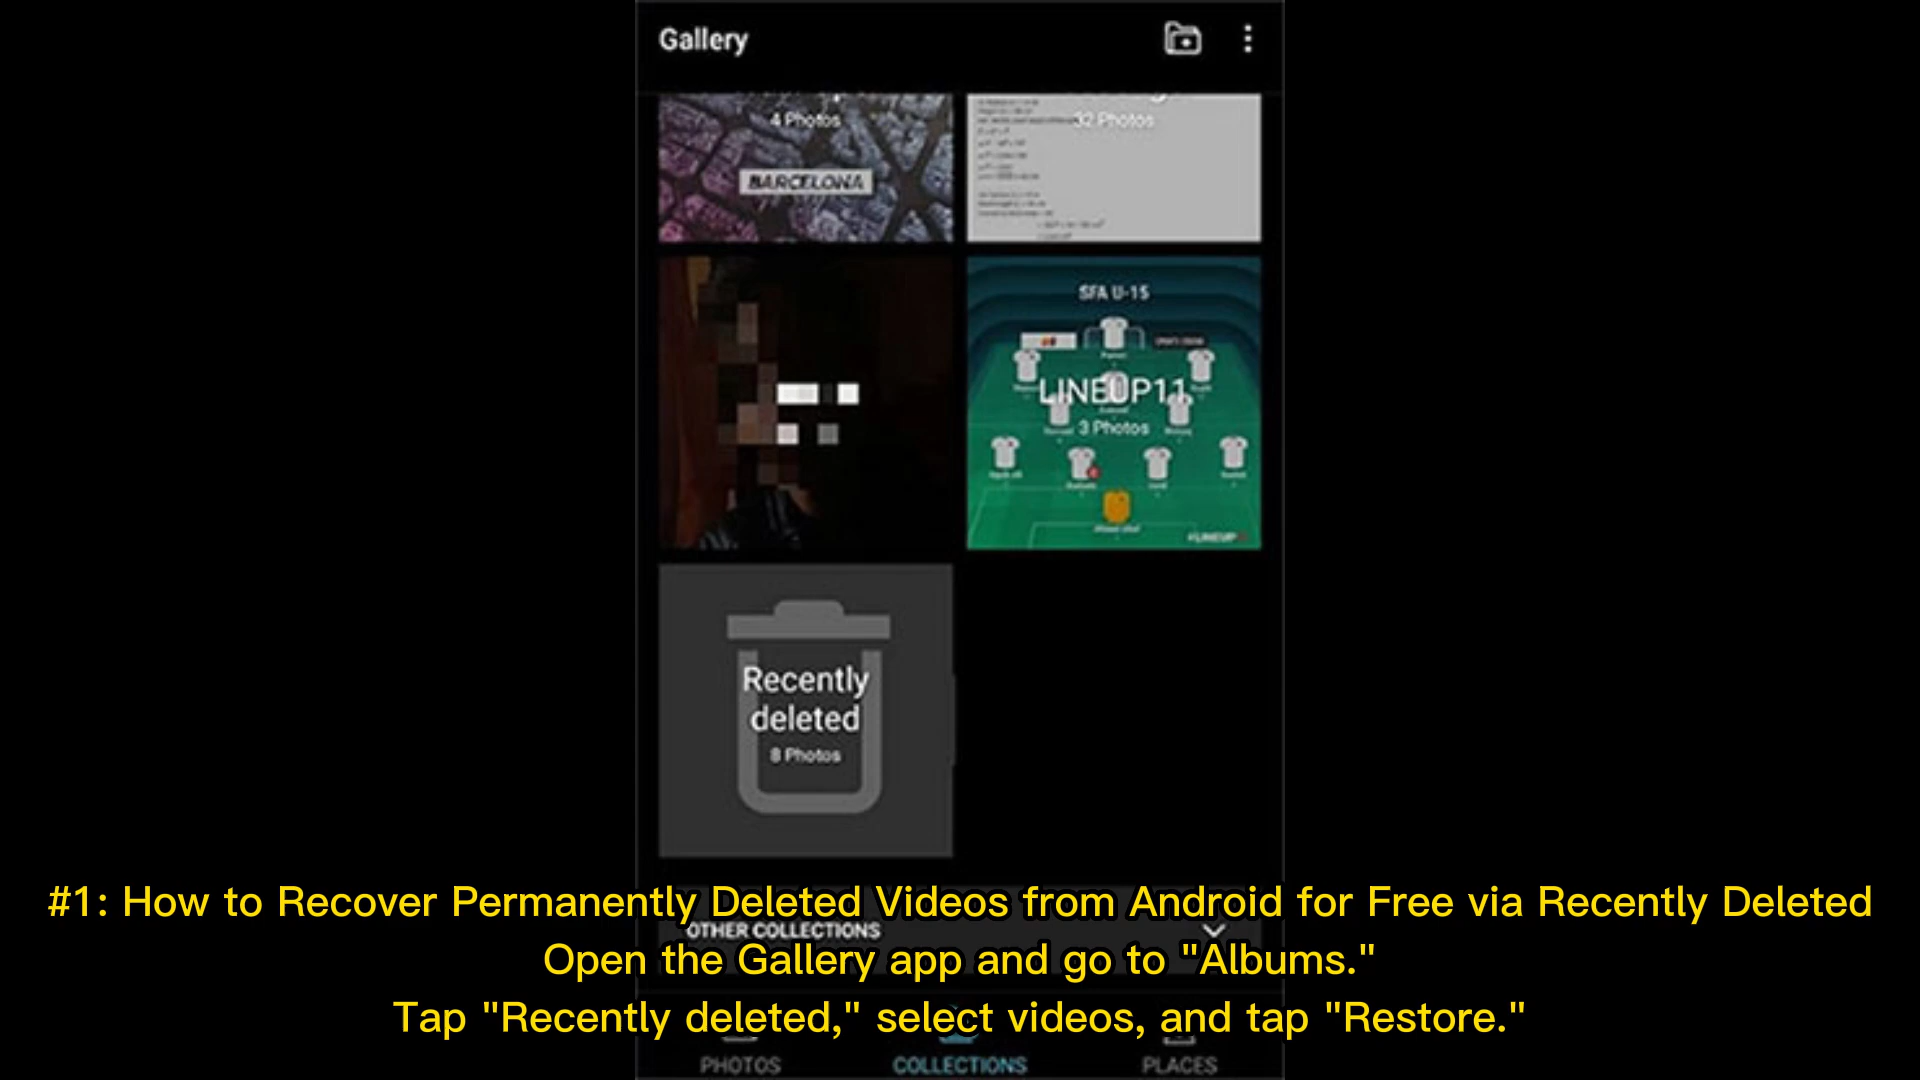 Gallery
4 Photos
32 Photos
BARCELONA
SFA U-15
LINEUP11
3 Photos
Recently
deleted
8 Photos
#1: How to Recover Permanently Deleted Videos from Android for Free via Recently Deleted
OTHER COLLECTIONS
Open the Gallery app and go to "Albums."
Tap "Recently deleted," select videos, and tap "Restore."
PHOTOS
COLLECTIONS
PLACES